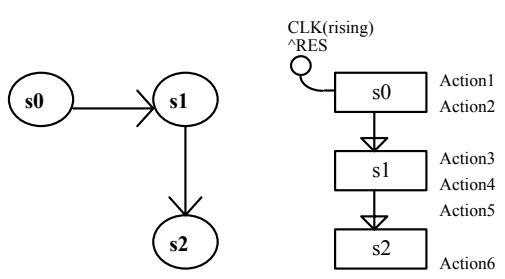 s0
s1
s2
CLK(rising)
^RES
s0
Action1
Action2
s1
Action3
Action4
Action5
s2
Action6